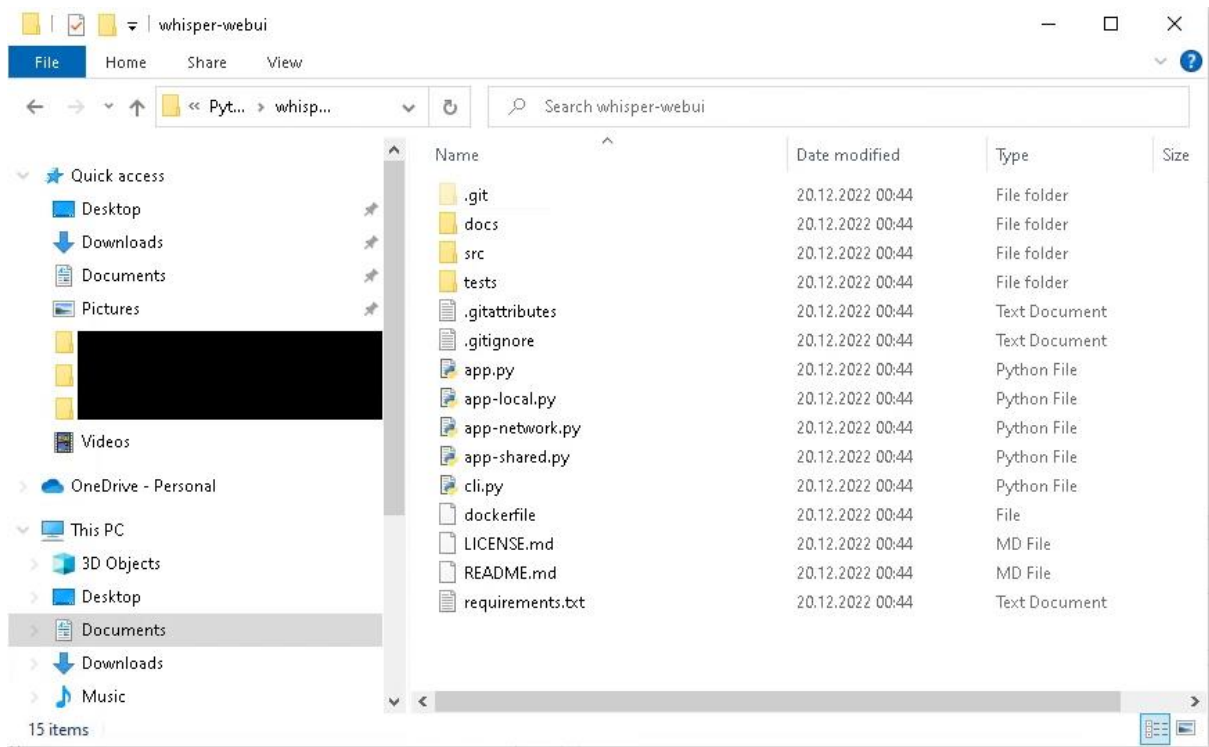 whisper-webui
File Home Share View
« Pyt... > whisp... Search whisper-webui
Quick access
Desktop
Downloads
Documents
Pictures
Videos
OneDrive - Personal
This PC
3D Objects
Desktop
Documents
Downloads
Music
Name Date modified Type Size
.git 20.12.2022 00:44 File folder
docs 20.12.2022 00:44 File folder
src 20.12.2022 00:44 File folder
tests 20.12.2022 00:44 File folder
.gitattributes 20.12.2022 00:44 Text Document
.gitignore 20.12.2022 00:44 Text Document
app.py 20.12.2022 00:44 Python File
app-local.py 20.12.2022 00:44 Python File
app-network.py 20.12.2022 00:44 Python File
app-shared.py 20.12.2022 00:44 Python File
cli.py 20.12.2022 00:44 Python File
dockerfile 20.12.2022 00:44 File
LICENSE.md 20.12.2022 00:44 MD File
README.md 20.12.2022 00:44 MD File
requirements.txt 20.12.2022 00:44 Text Document
15 items